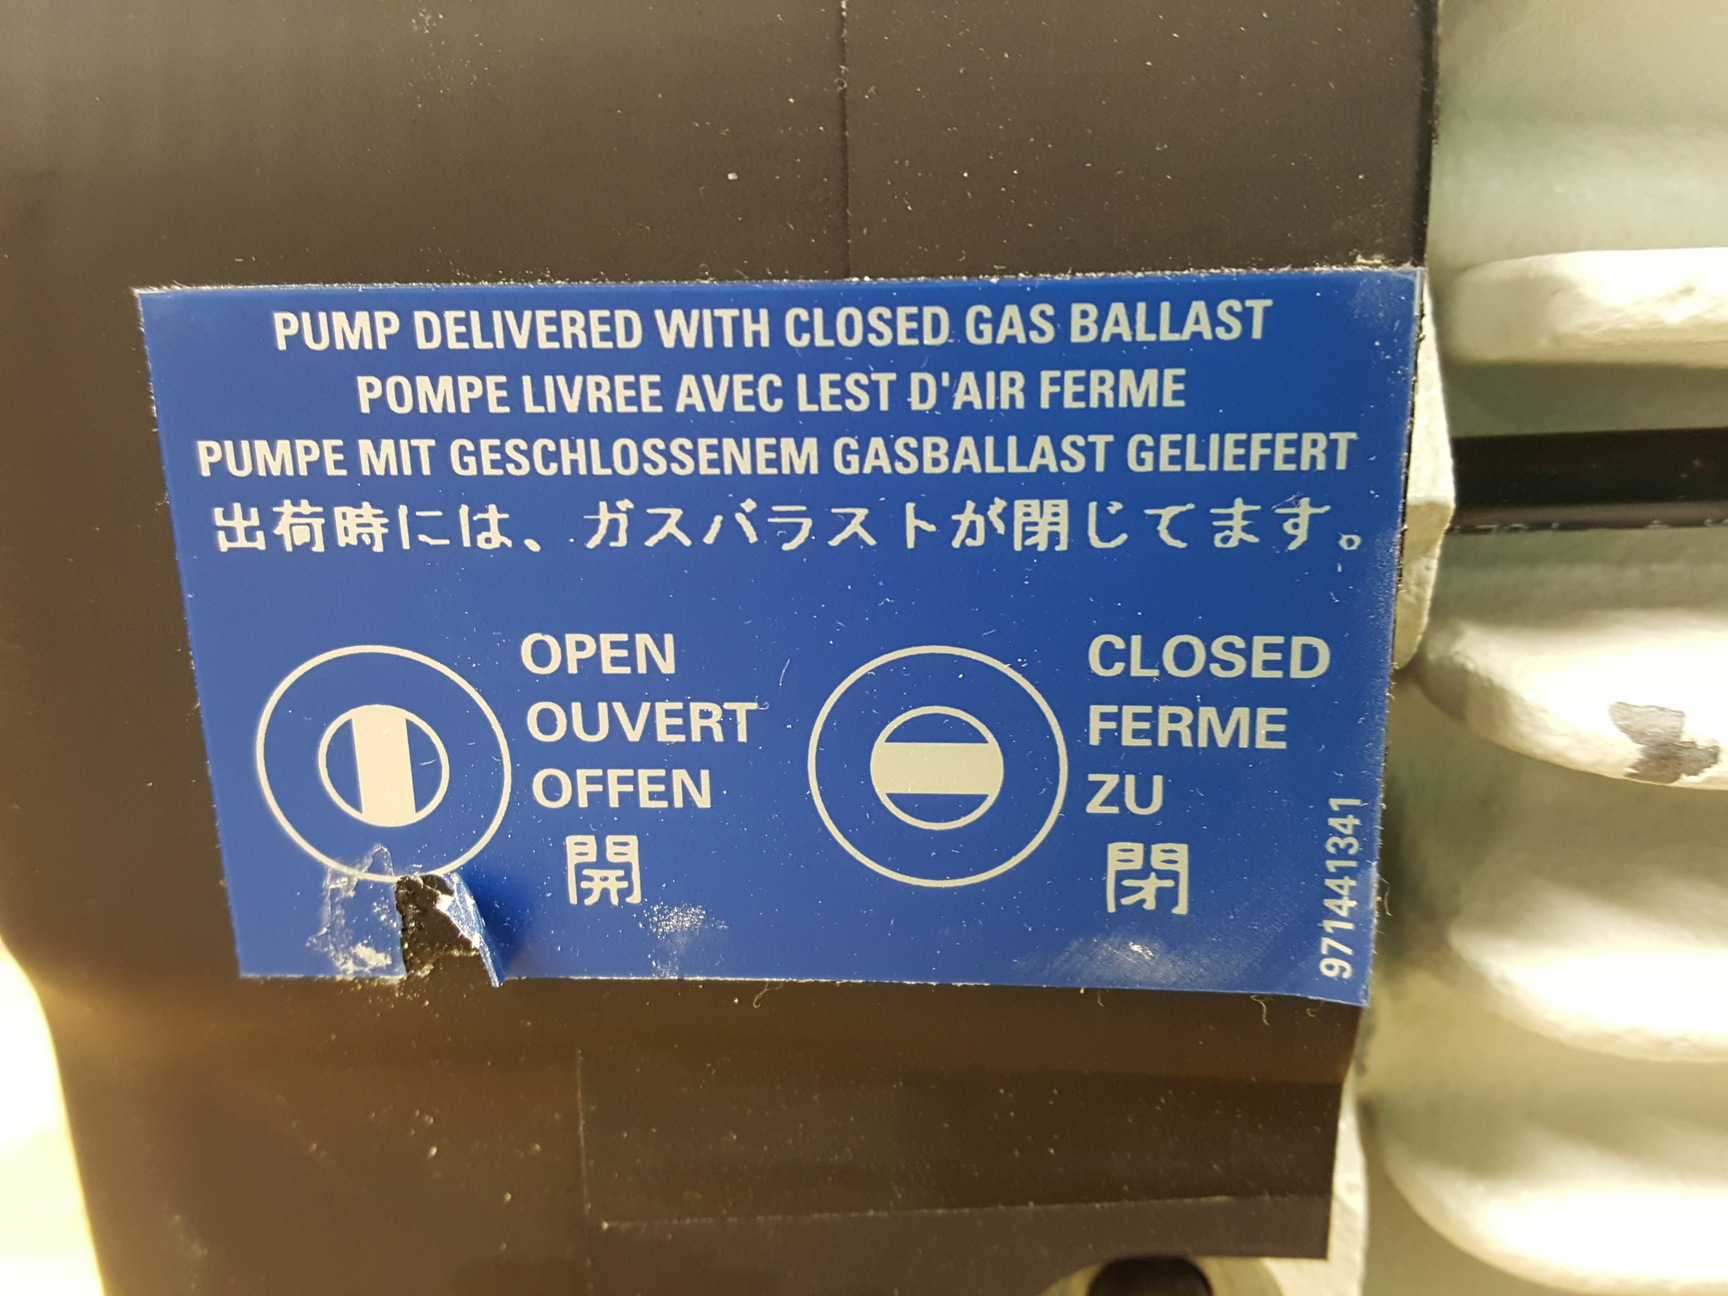 PUMP DELIVERED WITH CLOSED GAS BALLAST
POMPE LIVREE AVEC LEST D'AIR FERME
PUMPE MIT GESCHLOSSENEM GASBALLAST GELIEFERT
出荷時には、ガスバラストが閉じてます。
OPEN
OUVERT
OFFEN
開
CLOSED
FERME
ZU
閉
971441341